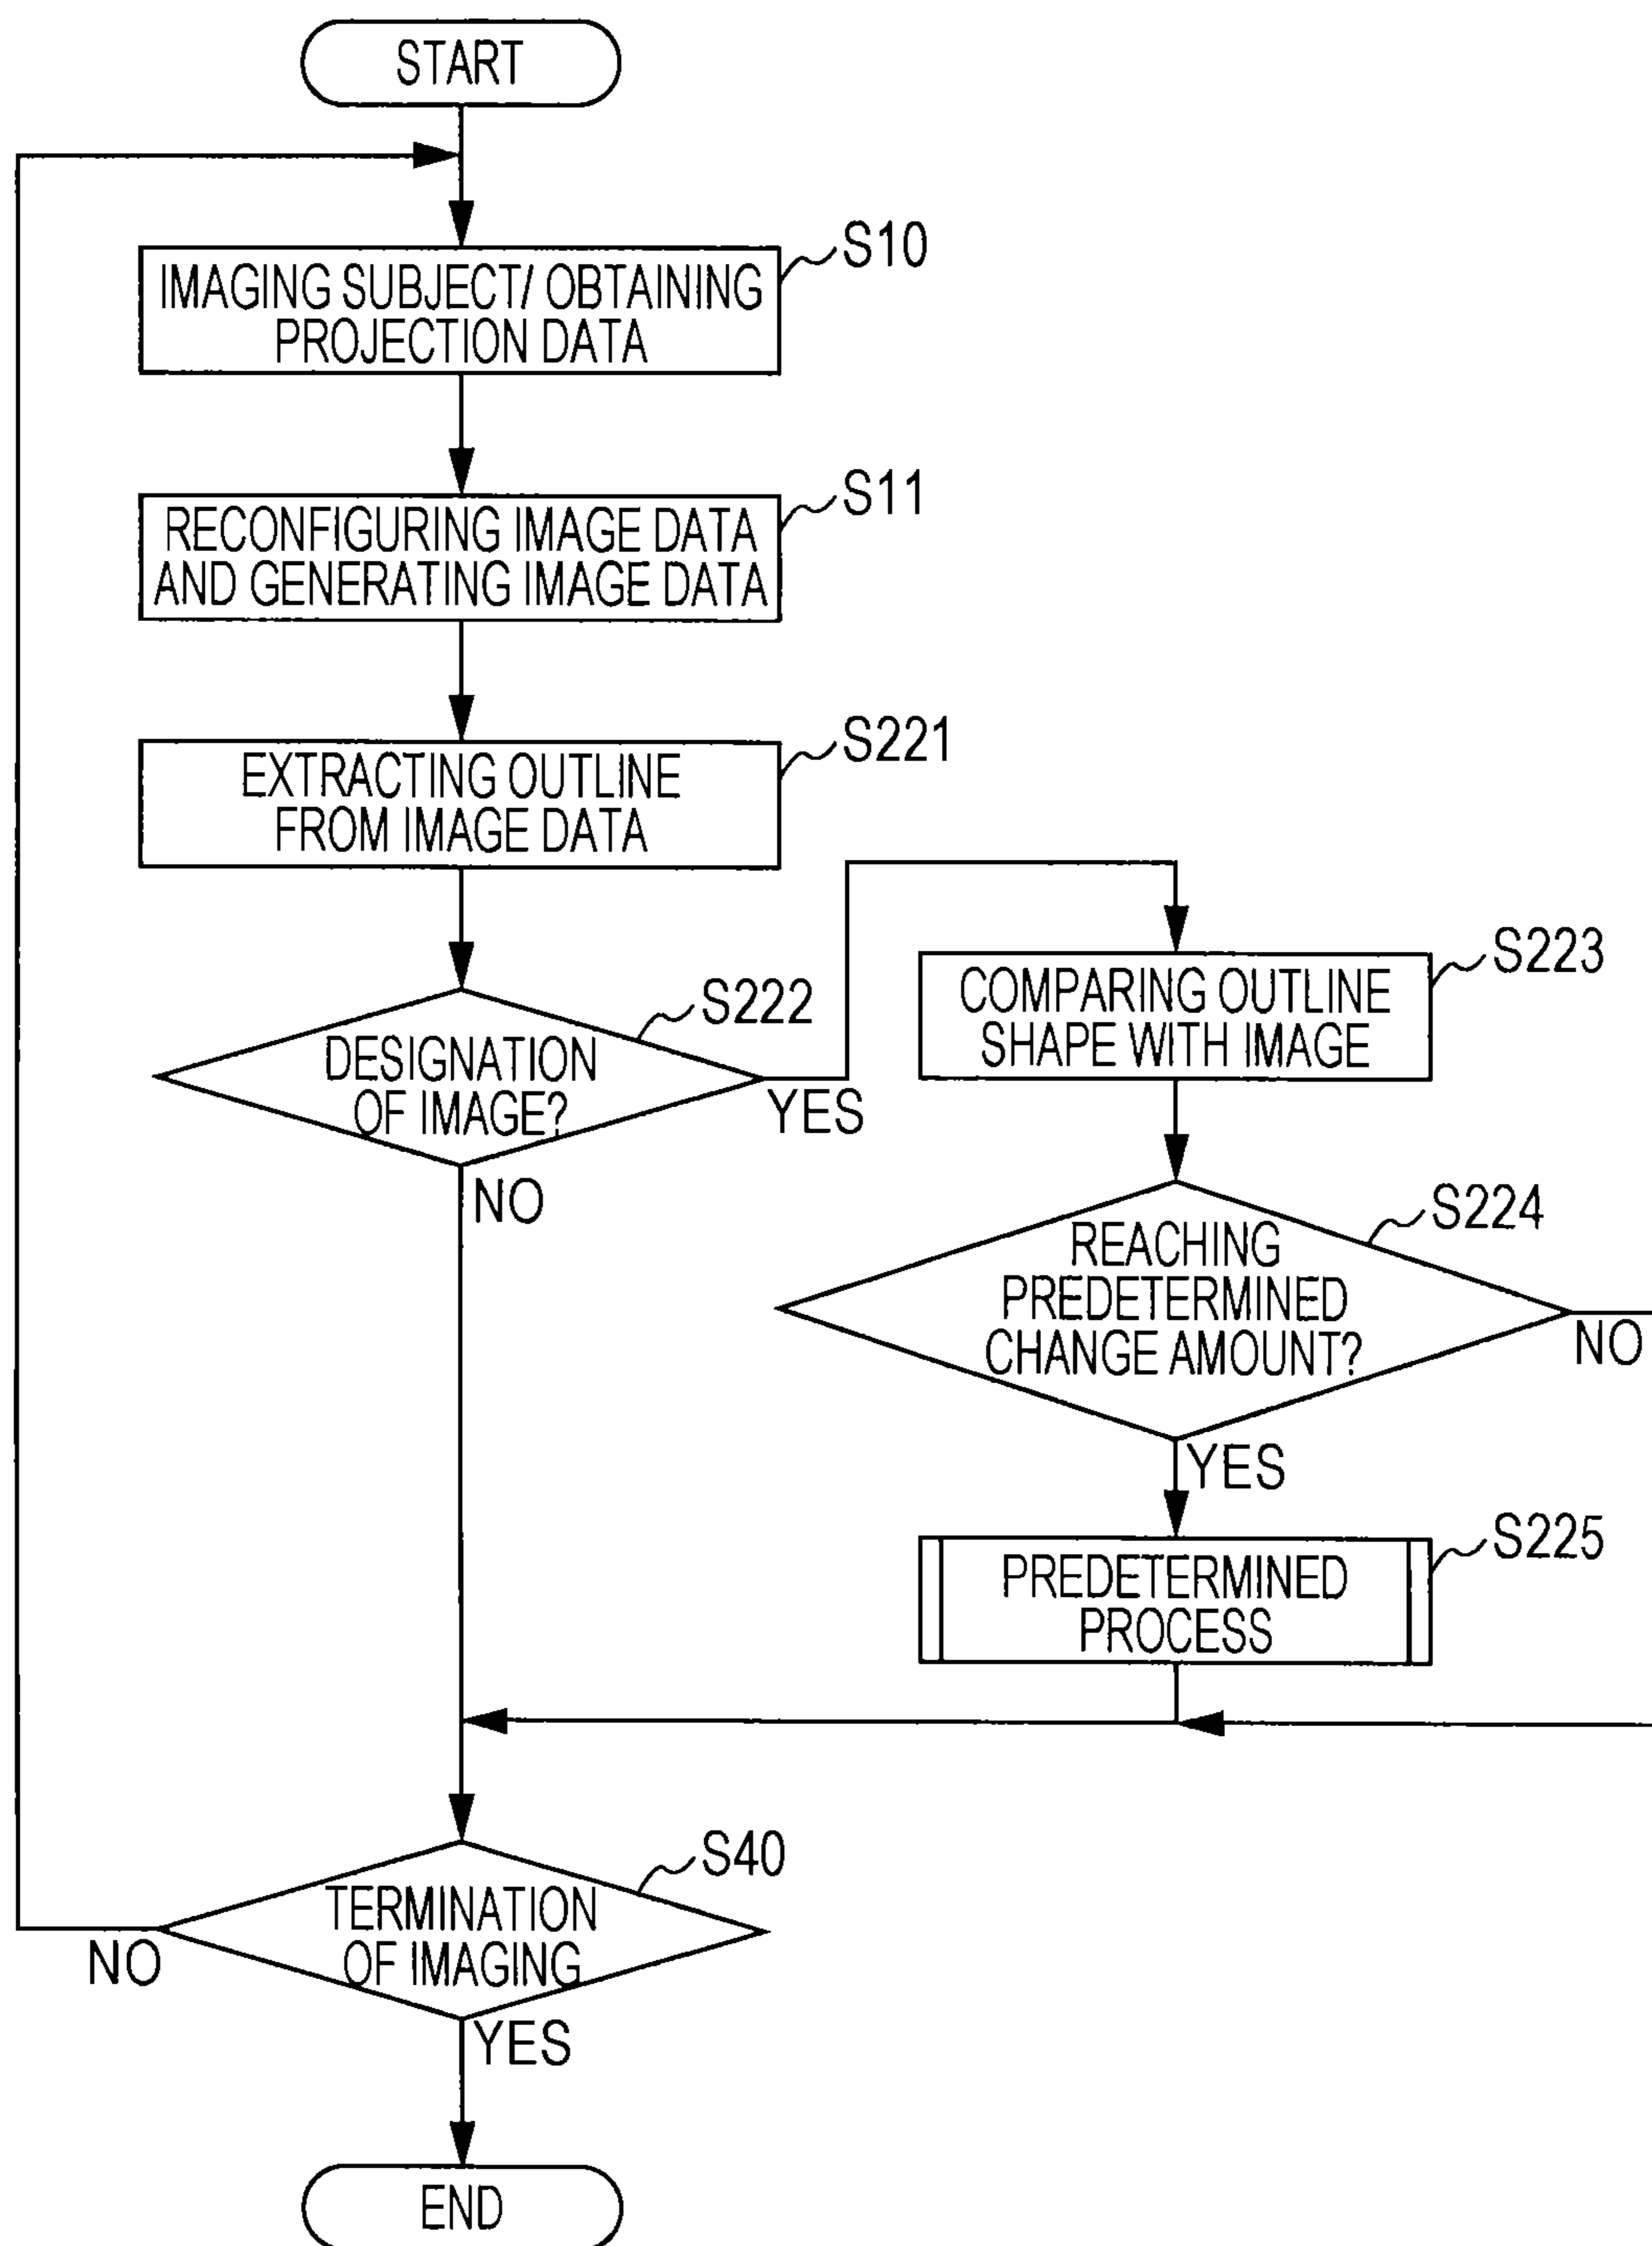 START
S10
IMAGING SUBJECT/ OBTAINING
PROJECTION DATA
S11
RECONFIGURING IMAGE DATA
AND GENERATING IMAGE DATA
S221
EXTRACTING OUTLINE
FROM IMAGE DATA
S222
DESIGNATION
OF IMAGE?
YES
NO
S223
COMPARING OUTLINE
SHAPE WITH IMAGE
S224
REACHING
PREDETERMINED
CHANGE AMOUNT?
NO
YES
S225
PREDETERMINED
PROCESS
S40
TERMINATION
OF IMAGING
NO
YES
END